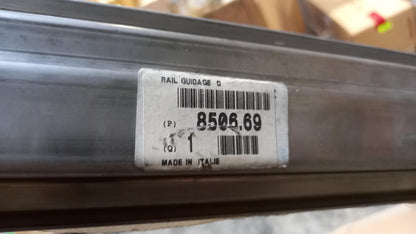 RAIL GUIDAGE D
(P) 8506.69
(Q) 1
MADE IN ITALIE